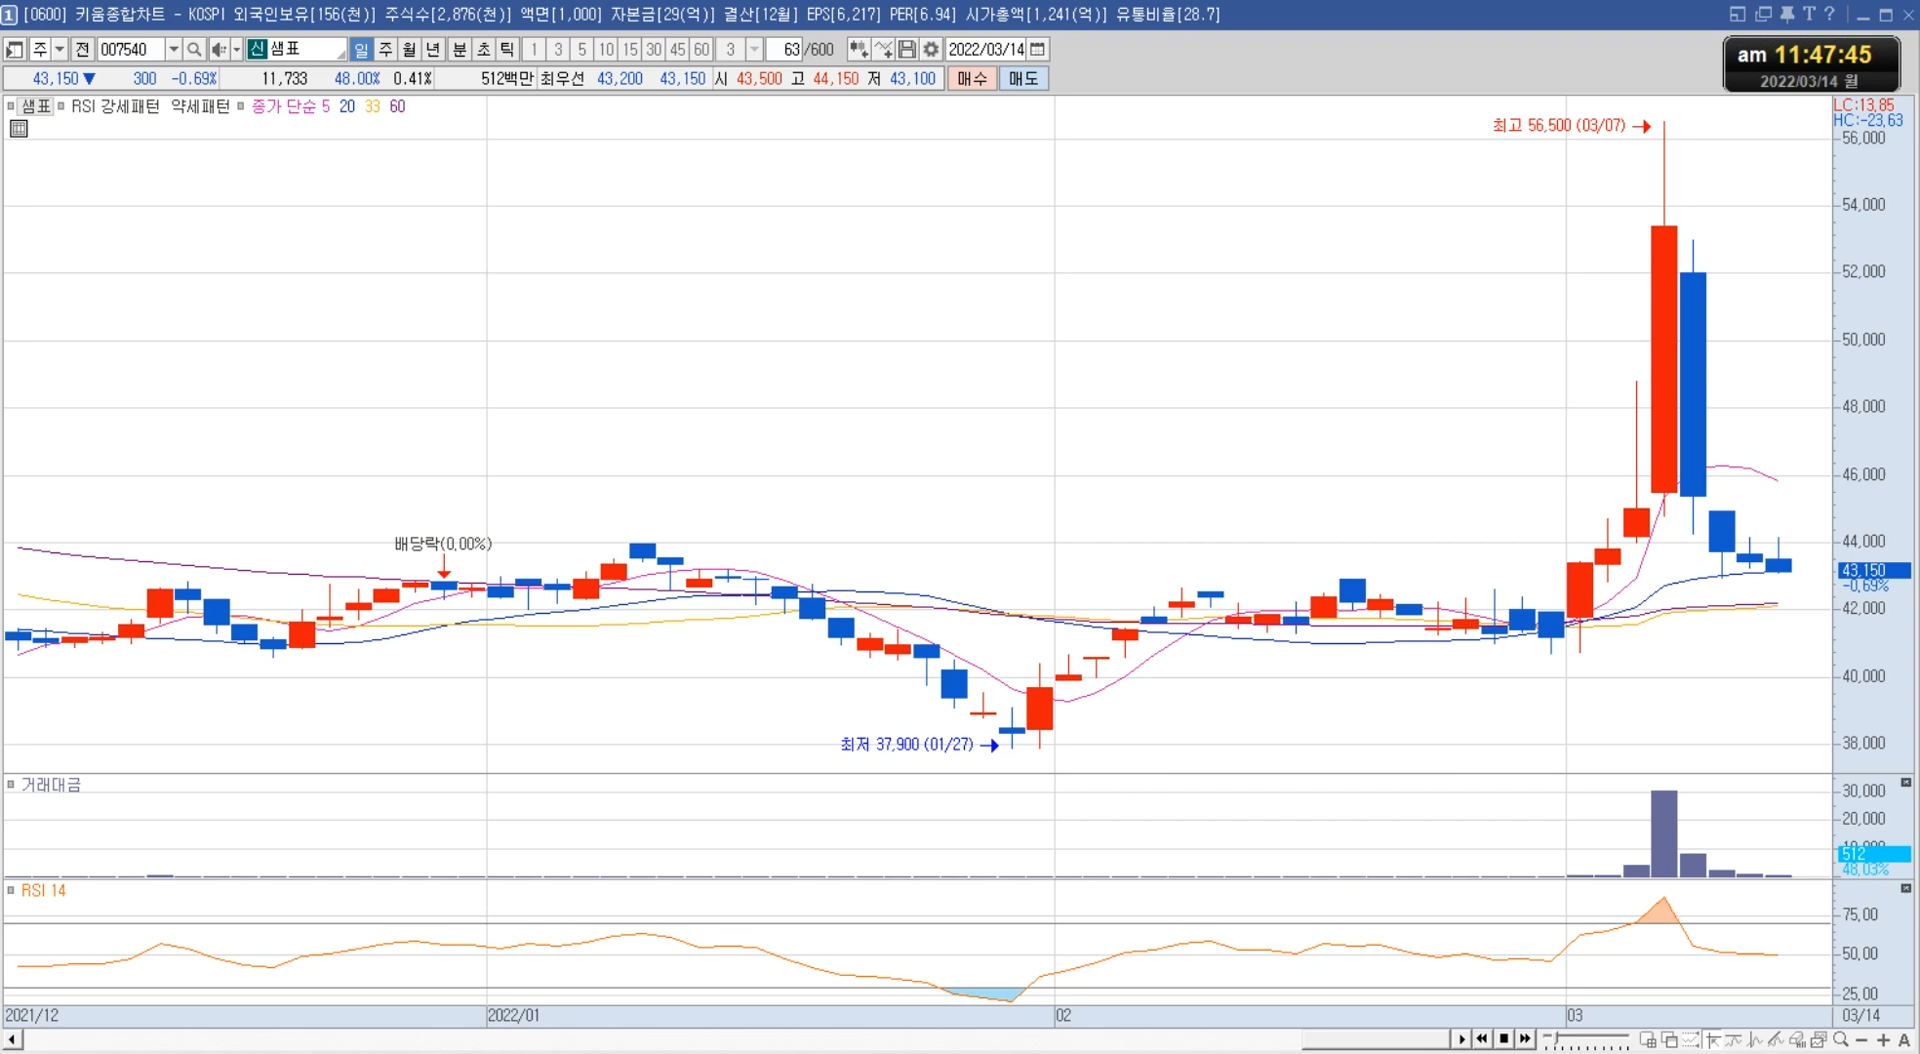 1 [0600] 키움종합차트 - KOSPI 외국인보유[156(천)] 주식수[2,876(천)] 액면[1,000] 자본금[29(억)] 결산[12월] EPS[6,217] PER[6.94] 시가총액[1,241(억)] 유통비율[28.7] T ?
주 전 007540 신 샘표 일 주 월 년 분 초 틱 1 3 5 10 15 30 45 60 3 63 /600 2022/03/14
am 11:47:45
2022/03/14 월
43,150 ▼ 300 -0.69% 11,733 48.00% 0.41% 512백만 최우선 43,200 43,150 시 43,500 고 44,150 저 43,100 매수 매도
샘표 RSI 강세패턴 약세패턴 종가 단순 5 20 33 60
LC:13.85
HC:-23.63
최고 56,500 (03/07)
56,000
54,000
52,000
50,000
48,000
46,000
배당락(0.00%)
44,000
43,150
-0.69%
42,000
40,000
최저 37,900 (01/27)
38,000
거래대금
30,000
20,000
10,000
512
48.03%
RSI 14
75.00
50.00
25.00
2021/12 2022/01 02 03 03/14
A